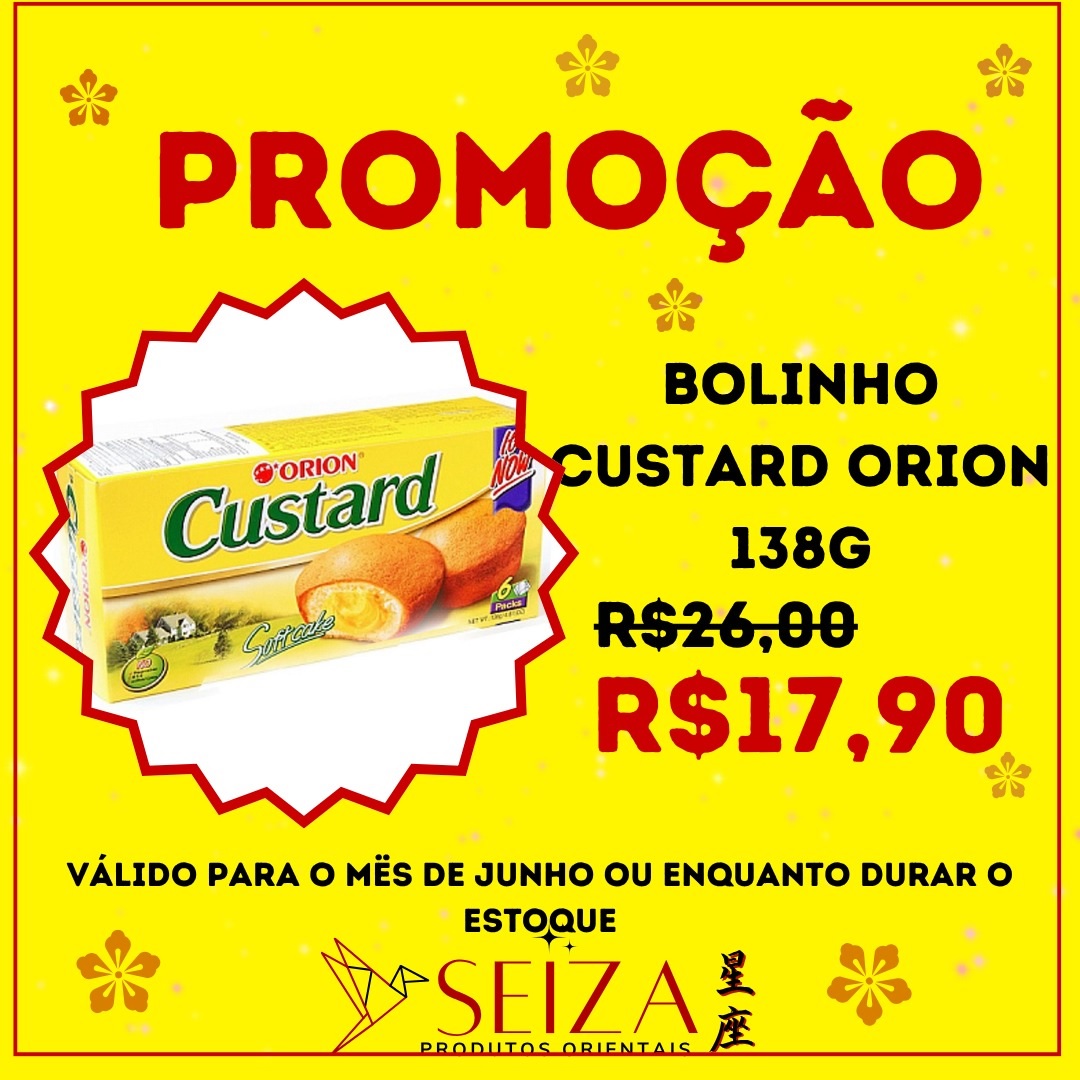 PROMOÇÃO
BOLINHO
CUSTARD ORION
138G
R$26,00
R$17,90
ORION
Custard
Soft cake
6
Packs
ORION
VÁLIDO PARA O MËS DE JUNHO OU ENQUANTO DURAR O
ESTOQUE
SEIZA
星座
PRODUTOS ORIENTAIS